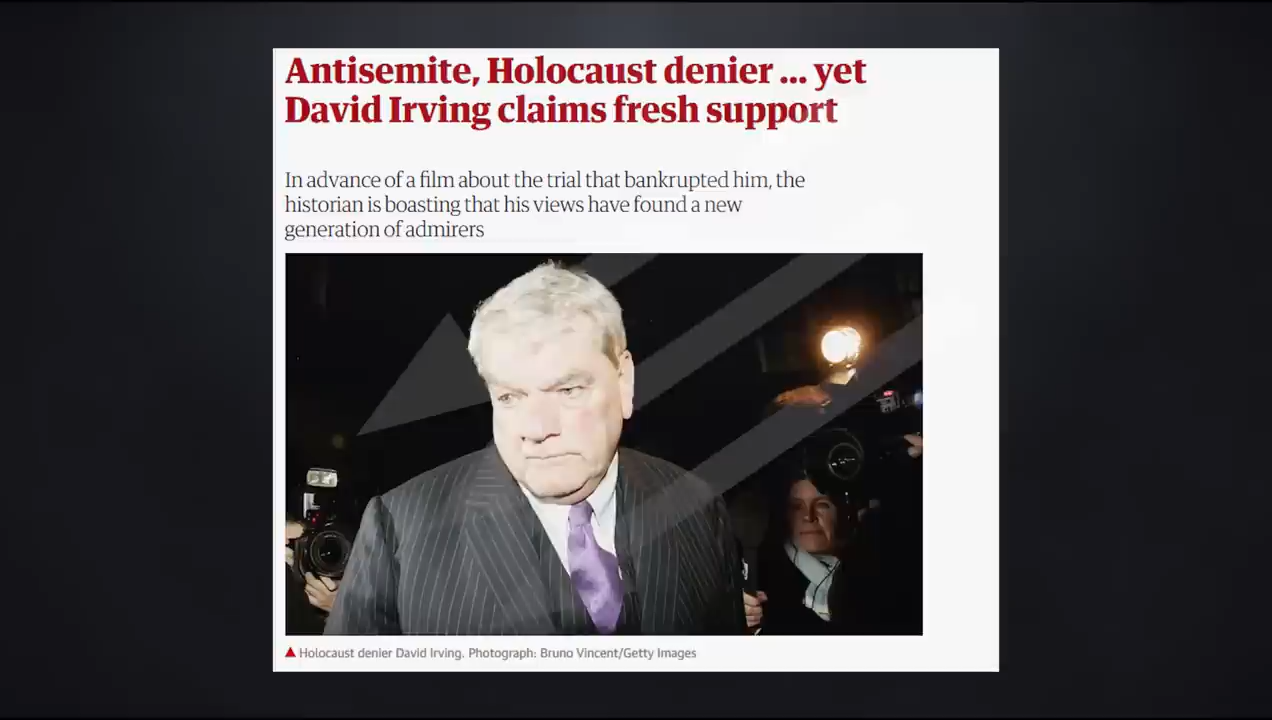 Antisemite, Holocaust denier ... yet
David Irving claims fresh support
In advance of a film about the trial that bankrupted him, the
historian is boasting that his views have found a new
generation of admirers
Holocaust denier David Irving. Photograph: Bruno Vincent/Getty Images